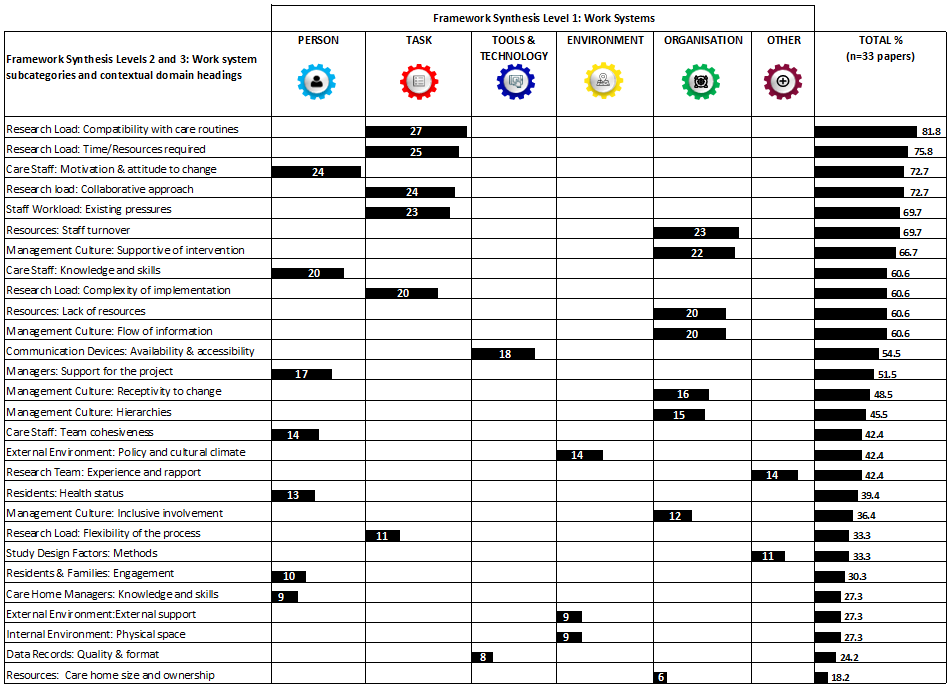 Framework Synthesis Level 1: Work Systems
Framework Synthesis Levels 2 and 3: Work system
subcategories and contextual domain headings
PERSON
TASK
TOOLS &
TECHNOLOGY
ENVIRONMENT
ORGANISATION
OTHER
TOTAL %
(n=33 papers)
Research Load: Compatibility with care routines 27 81.8
Research Load: Time/Resources required 25 75.8
Care Staff: Motivation & attitude to change 24 72.7
Research load: Collaborative approach 24 72.7
Staff Workload: Existing pressures 23 69.7
Resources: Staff turnover 23 69.7
Management Culture: Supportive of intervention 22 66.7
Care Staff: Knowledge and skills 20 60.6
Research Load: Complexity of implementation 20 60.6
Resources: Lack of resources 20 60.6
Management Culture: Flow of information 20 60.6
Communication Devices: Availability & accessibility 18 54.5
Managers: Support for the project 17 51.5
Management Culture: Receptivity to change 16 48.5
Management Culture: Hierarchies 15 45.5
Care Staff: Team cohesiveness 14 42.4
External Environment: Policy and cultural climate 14 42.4
Research Team: Experience and rapport 14 42.4
Residents: Health status 13 39.4
Management Culture: Inclusive involvement 12 36.4
Research Load: Flexibility of the process 11 33.3
Study Design Factors: Methods 11 33.3
Residents & Families: Engagement 10 30.3
Care Home Managers: Knowledge and skills 9 27.3
External Environment:External support 9 27.3
Internal Environment: Physical space 9 27.3
Data Records: Quality & format 8 24.2
Resources: Care home size and ownership 6 18.2